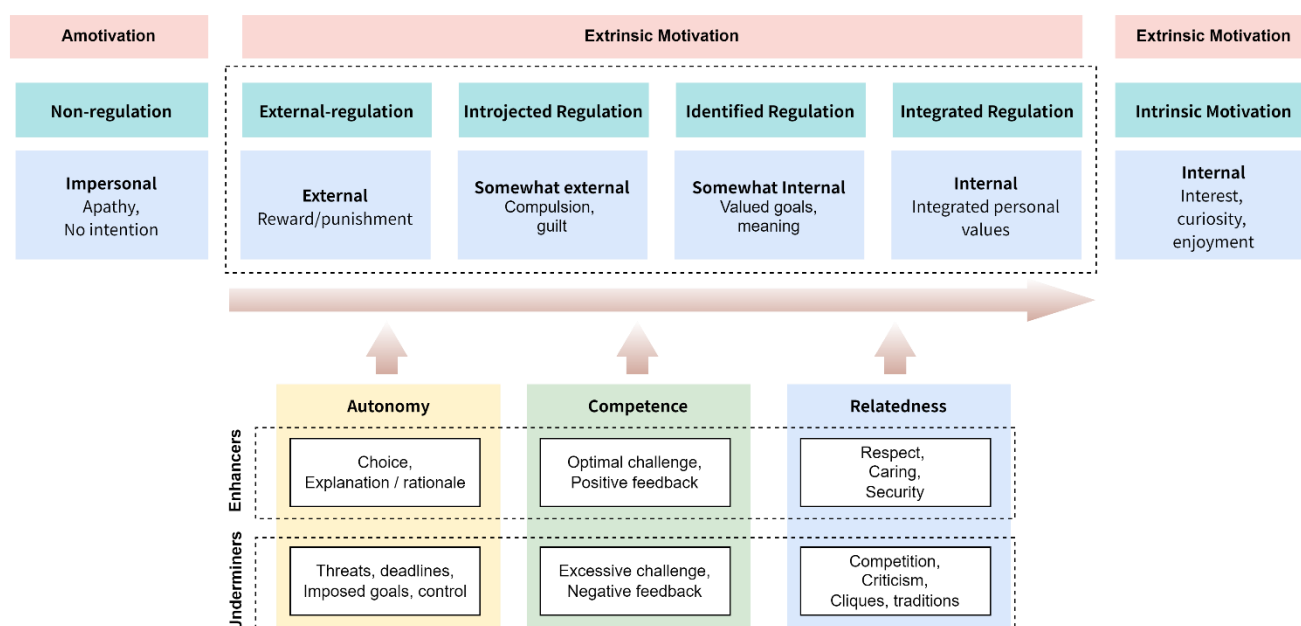 Amotivation
Extrinsic Motivation
Extrinsic Motivation
Non-regulation
External-regulation
Introjected Regulation
Identified Regulation
Integrated Regulation
Intrinsic Motivation
Impersonal
Apathy,
No intention
External
Reward/punishment
Somewhat external
Compulsion,
guilt
Somewhat Internal
Valued goals,
meaning
Internal
Integrated personal
values
Internal
Interest,
curiosity,
enjoyment
Autonomy
Competence
Relatedness
Enhancers
Choice,
Explanation / rationale
Optimal challenge,
Positive feedback
Respect,
Caring,
Security
Underminers
Threats, deadlines,
Imposed goals, control
Excessive challenge,
Negative feedback
Competition,
Criticism,
Cliques, traditions